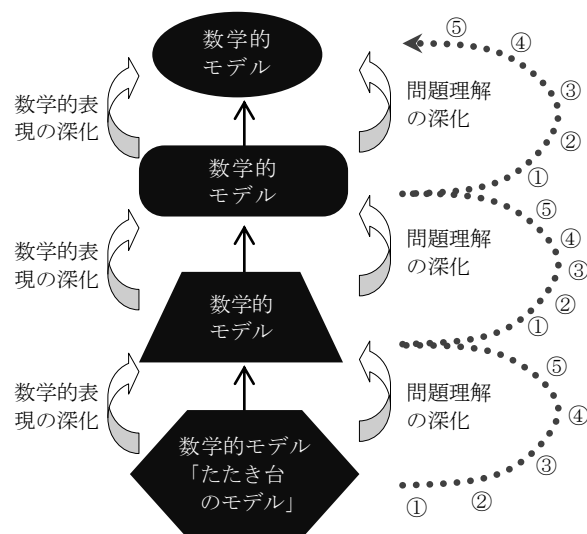 ⑤
④
③
②
①
数学的
モデル
数学的表
現の深化
問題理解
の深化
数学的
モデル
⑤
④
③
②
①
数学的表
現の深化
問題理解
の深化
数学的
モデル
⑤
④
③
②
①
数学的表
現の深化
問題理解
の深化
数学的モデル
「たたき台
のモデル」